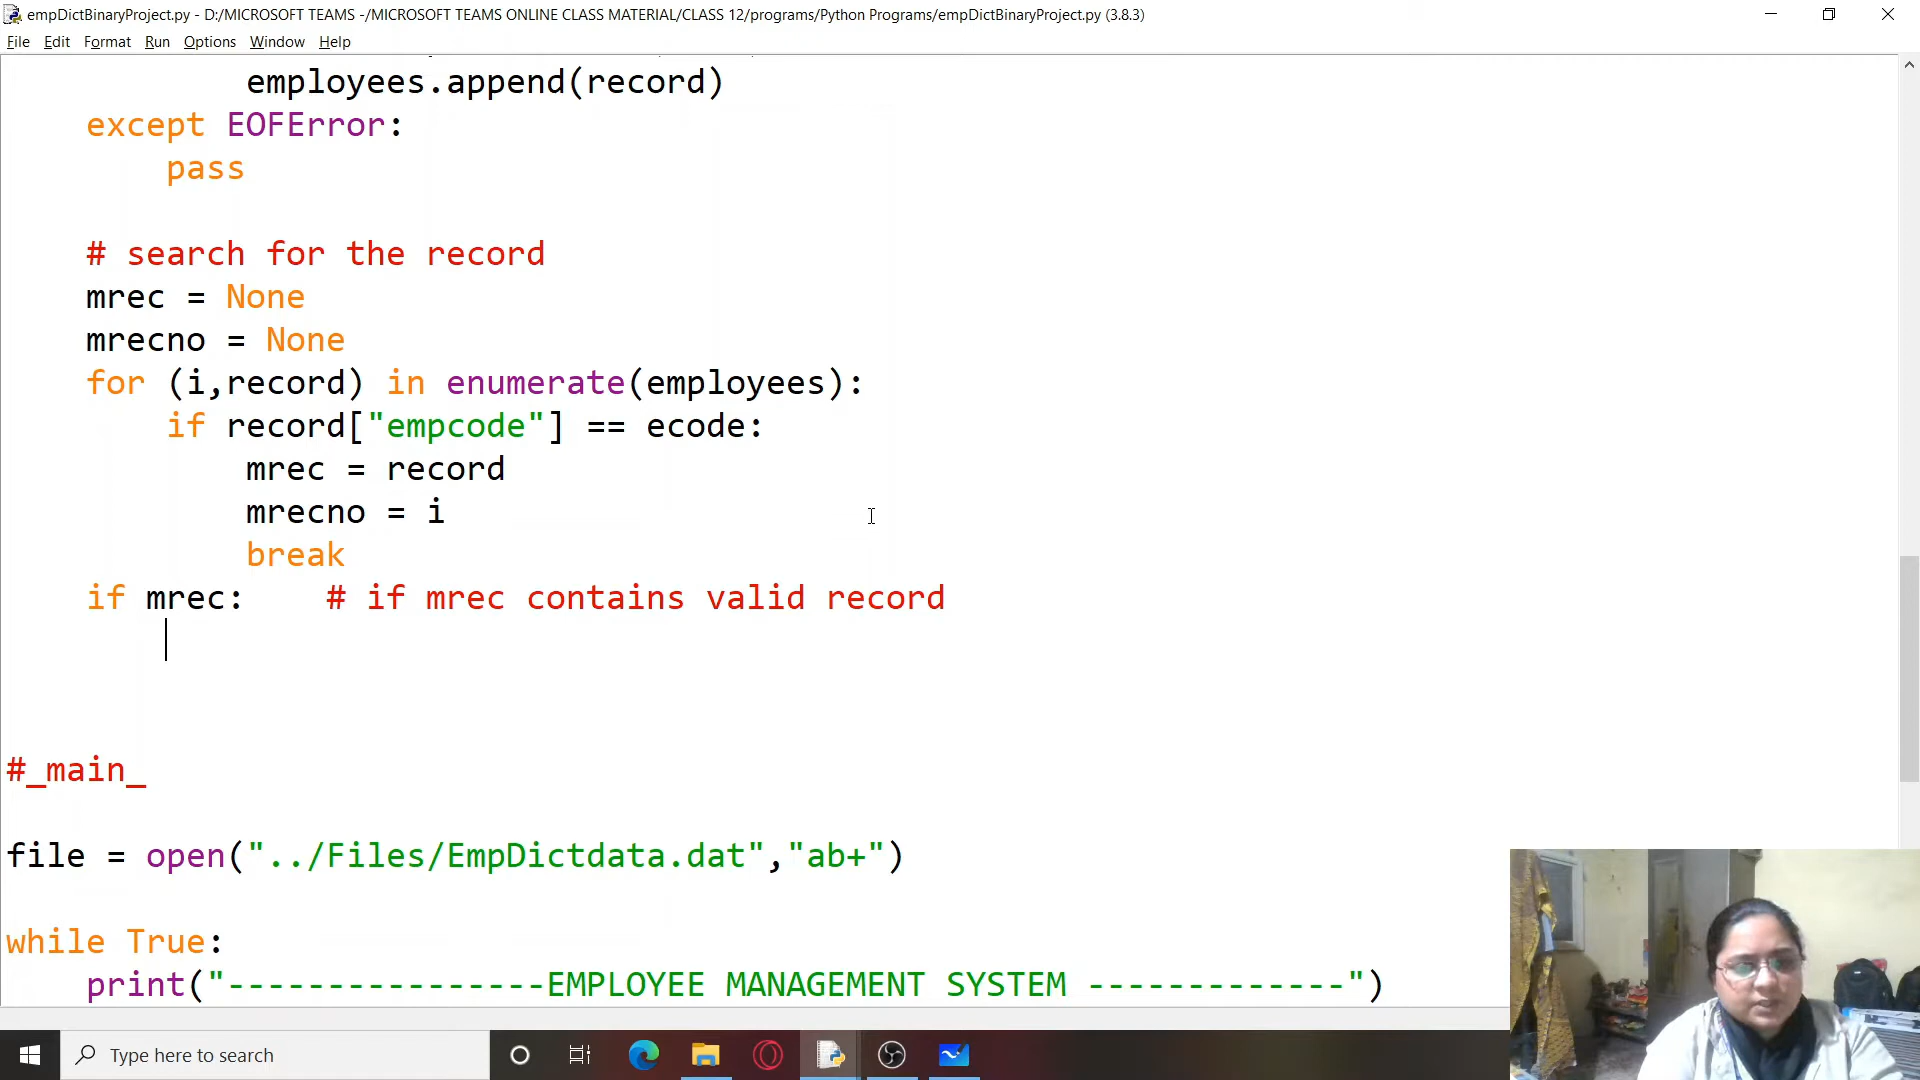 empDictBinaryProject.py - D:/MICROSOFT TEAMS -/MICROSOFT TEAMS ONLINE CLASS MATERIAL/CLASS 12/programs/Python Programs/empDictBinaryProject.py (3.8.3)
File Edit Format Run Options Window Help
employees.append(record)
except EOFError:
pass
# search for the record
mrec = None
mrecno = None
for (i,record) in enumerate(employees):
if record["empcode"] == ecode:
mrec = record
mrecno = i
break
if mrec: # if mrec contains valid record
#_main_
file = open("../Files/EmpDictdata.dat","ab+")
while True:
print("----------------EMPLOYEE MANAGEMENT SYSTEM -------------")
Type here to search